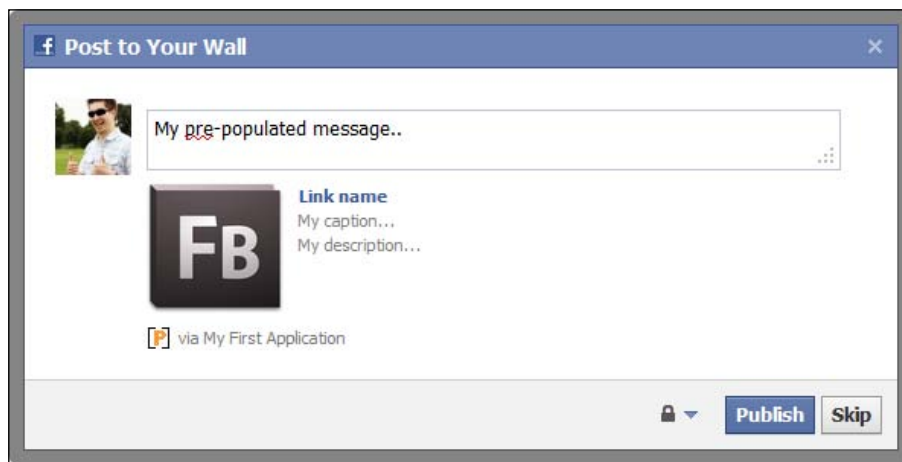 f Post to Your Wall ×
My pre-populated message..
FB
Link name
My caption...
My description...
[P] via My First Application
Publish Skip